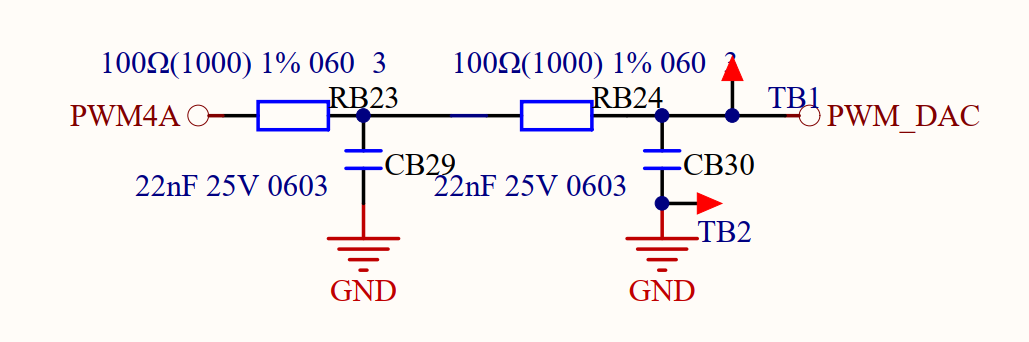 100Ω(1000) 1% 060 3
100Ω(1000) 1% 060 3
RB23
RB24
TB1
PWM4A
PWM_DAC
CB29
CB30
22nF 25V 0603
22nF 25V 0603
TB2
GND
GND